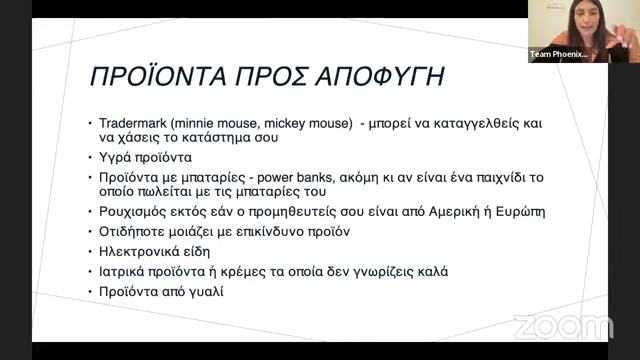 Team Phoenix...
ΠΡΟΪΟΝΤΑ ΠΡΟΣ ΑΠΟΦΥΓΗ
• Tradermark (minnie mouse, mickey mouse) - μπορεί να καταγγελθείς και
να χάσεις το κατάστημα σου
• Υγρά προϊόντα
• Προϊόντα με μπαταρίες - power banks, ακόμη κι αν είναι ένα παιχνίδι το
οποίο πωλείται με τις μπαταρίες του
• Ρουχισμός εκτός εάν ο προμηθευτείς σου είναι από Αμερική ή Ευρώπη
• Οτιδήποτε μοιάζει με επικίνδυνο προϊόν
• Ηλεκτρονικά είδη
• Ιατρικά προϊόντα ή κρέμες τα οποία δεν γνωρίζεις καλά
• Προϊόντα από γυαλί
zoom